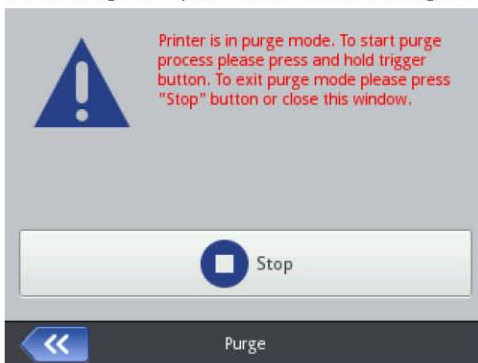 Printer is in purge mode. To start purge
process please press and hold trigger
button. To exit purge mode please press
"Stop" button or close this window.
Stop
Purge